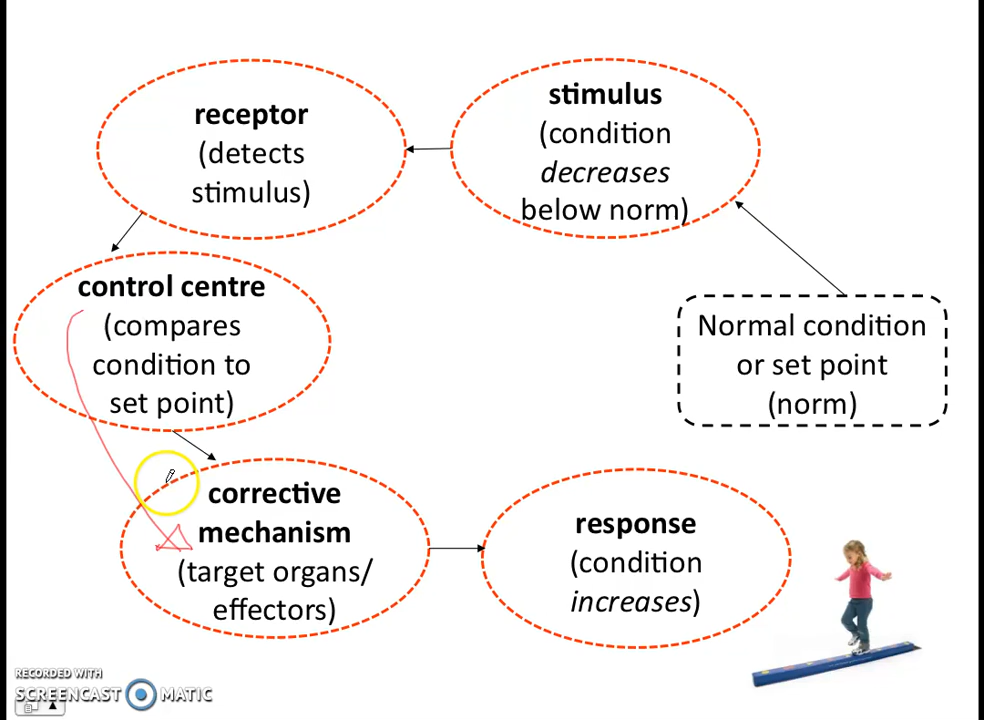 receptor
(detects
stimulus)
stimulus
(condition
decreases
below norm)
control centre
(compares
condition to
set point)
Normal condition
or set point
(norm)
corrective
mechanism
(target organs/
effectors)
response
(condition
increases)
RECORDED WITH
SCREENCAST MATIC